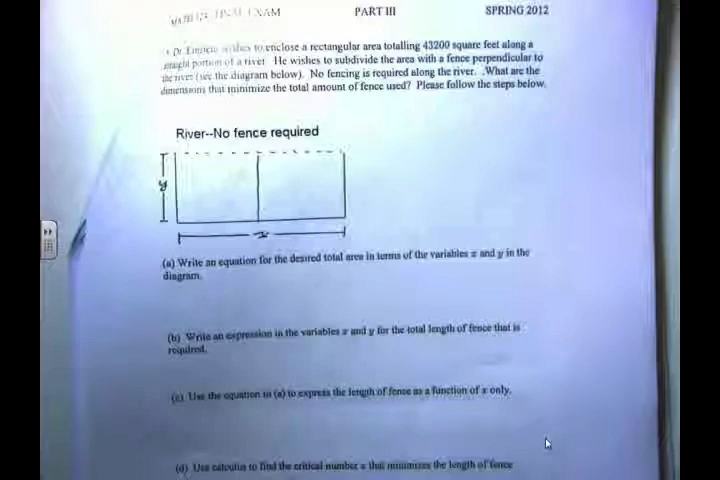 FINAL EXAM PART III SPRING 2012
to enclose a rectangular area totalling 43200 square feet along a
straight portion of a river. He wishes to subdivide the area with a fence perpendicular to
the river (see the diagram below). No fencing is required along the river. .What are the
dimensions that minimize the total amount of fence used? Please follow the steps below.
River--No fence required
y
x
(a) Write an equation for the desired total area in terms of the variables x and y in the
diagram.
(b) Write an expression in the variables x and y for the total length of fence that is
required.
(c) Use the equation in (a) to express the length of fense as a function of x only.
(d) Use calculus to find the critical number x that minimizes the length of fence